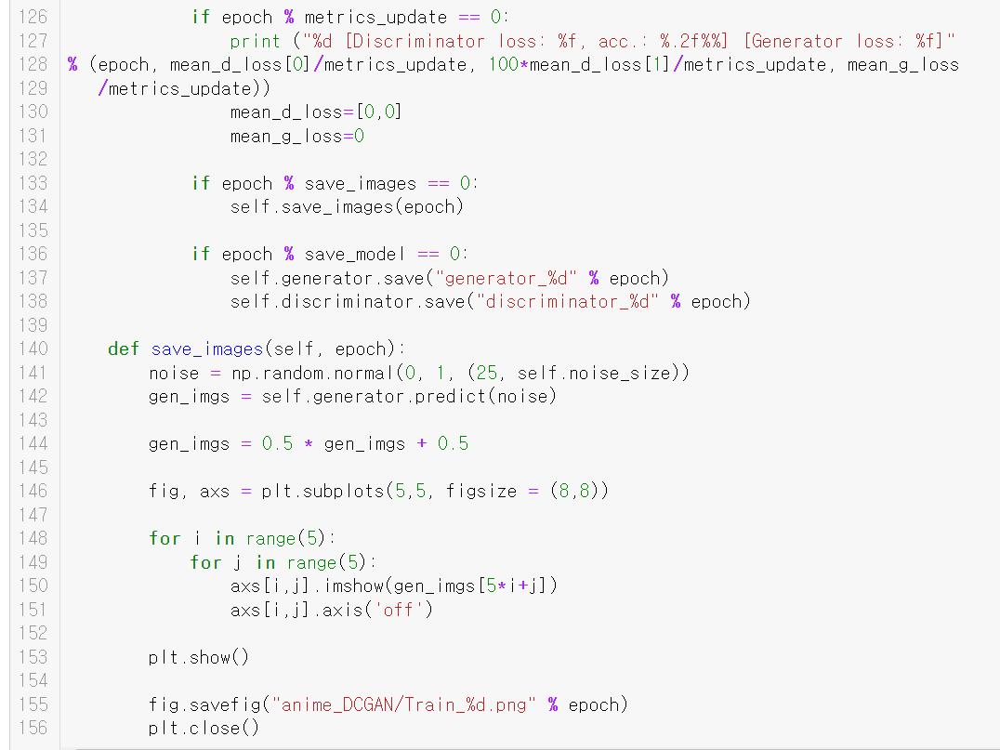 126             if epoch % metrics_update == 0:
127                 print ("%d [Discriminator loss: %f, acc.: %.2f%%] [Generator loss: %f]"
128 % (epoch, mean_d_loss[0]/metrics_update, 100*mean_d_loss[1]/metrics_update, mean_g_loss
129    /metrics_update))
130                 mean_d_loss=[0,0]
131                 mean_g_loss=0
132
133             if epoch % save_images == 0:
134                 self.save_images(epoch)
135
136             if epoch % save_model == 0:
137                 self.generator.save("generator_%d" % epoch)
138                 self.discriminator.save("discriminator_%d" % epoch)
139
140     def save_images(self, epoch):
141         noise = np.random.normal(0, 1, (25, self.noise_size))
142         gen_imgs = self.generator.predict(noise)
143
144         gen_imgs = 0.5 * gen_imgs + 0.5
145
146         fig, axs = plt.subplots(5,5, figsize = (8,8))
147
148         for i in range(5):
149             for j in range(5):
150                 axs[i,j].imshow(gen_imgs[5*i+j])
151                 axs[i,j].axis('off')
152
153         plt.show()
154
155         fig.savefig("anime_DCGAN/Train_%d.png" % epoch)
156         plt.close()